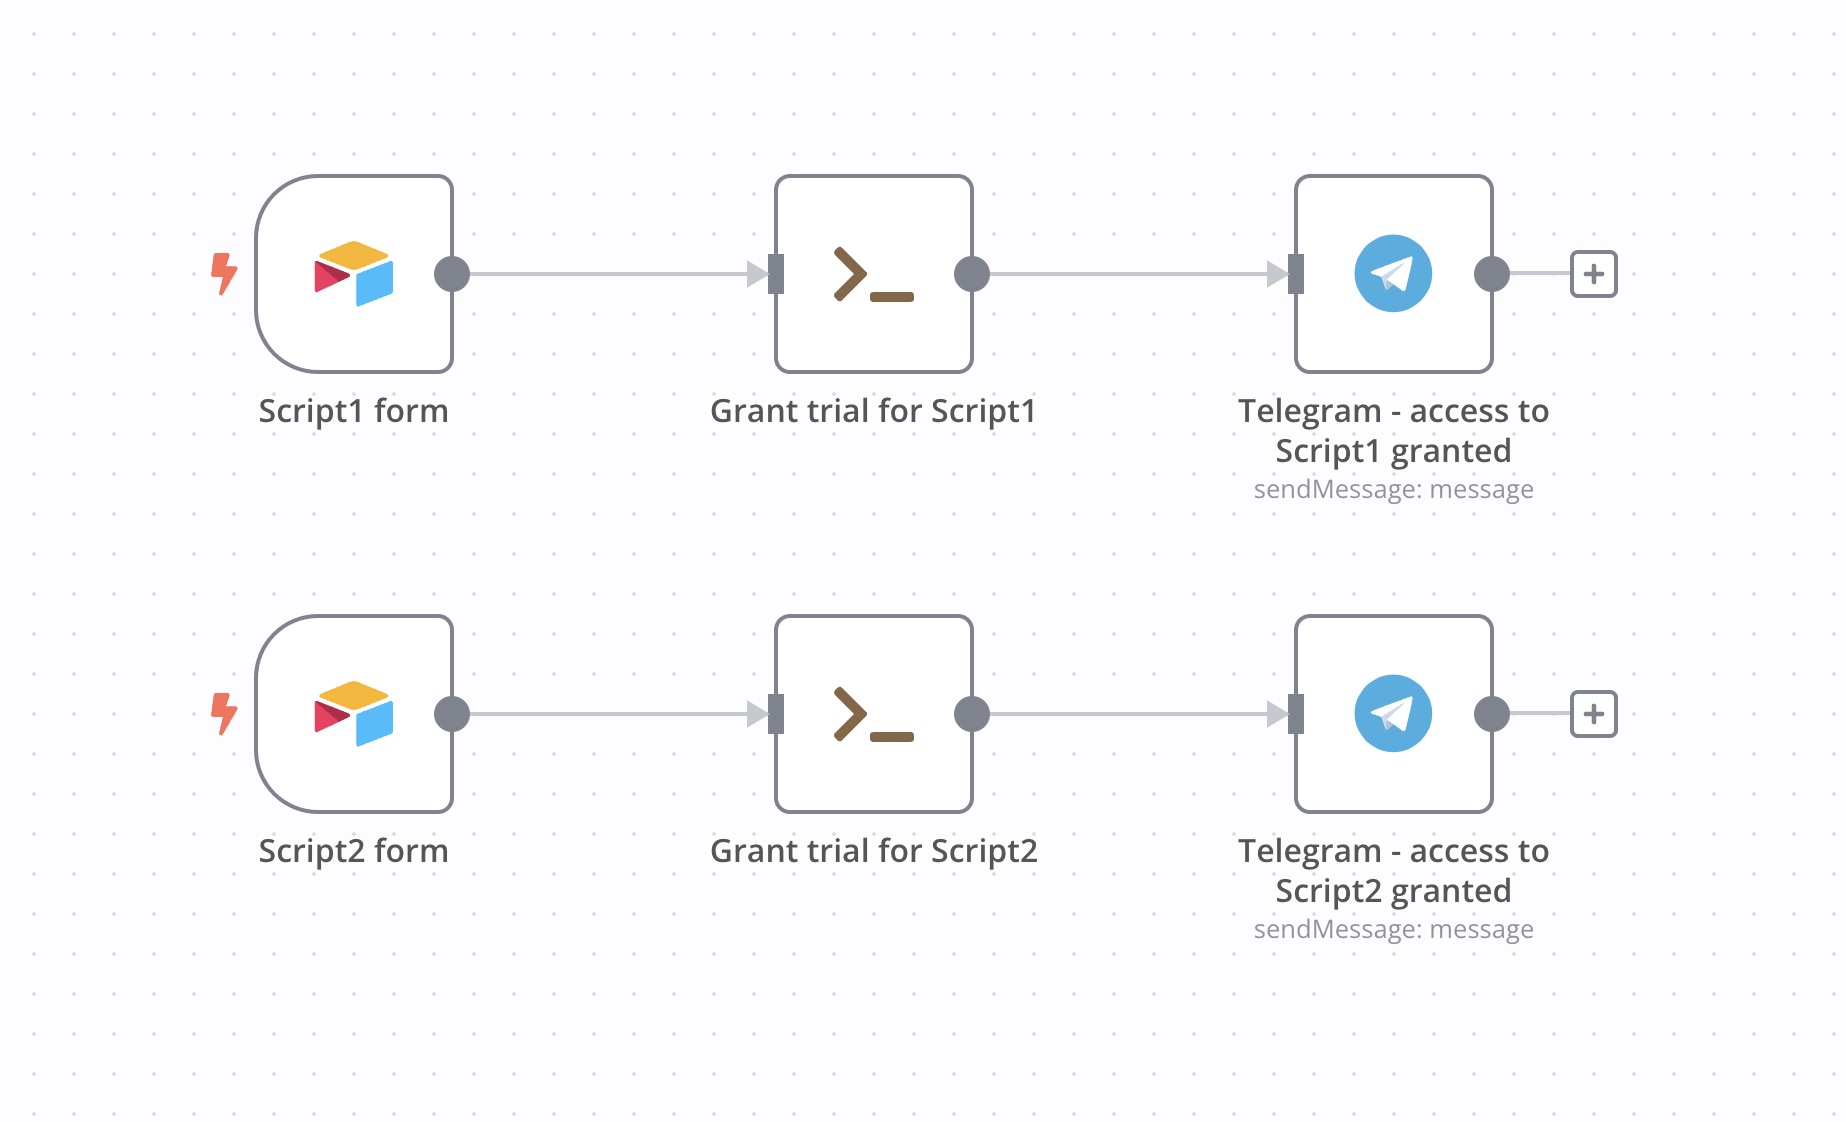 Script1 form
Grant trial for Script1
Telegram - access to
Script1 granted
sendMessage: message
Script2 form
Grant trial for Script2
Telegram - access to
Script2 granted
sendMessage: message